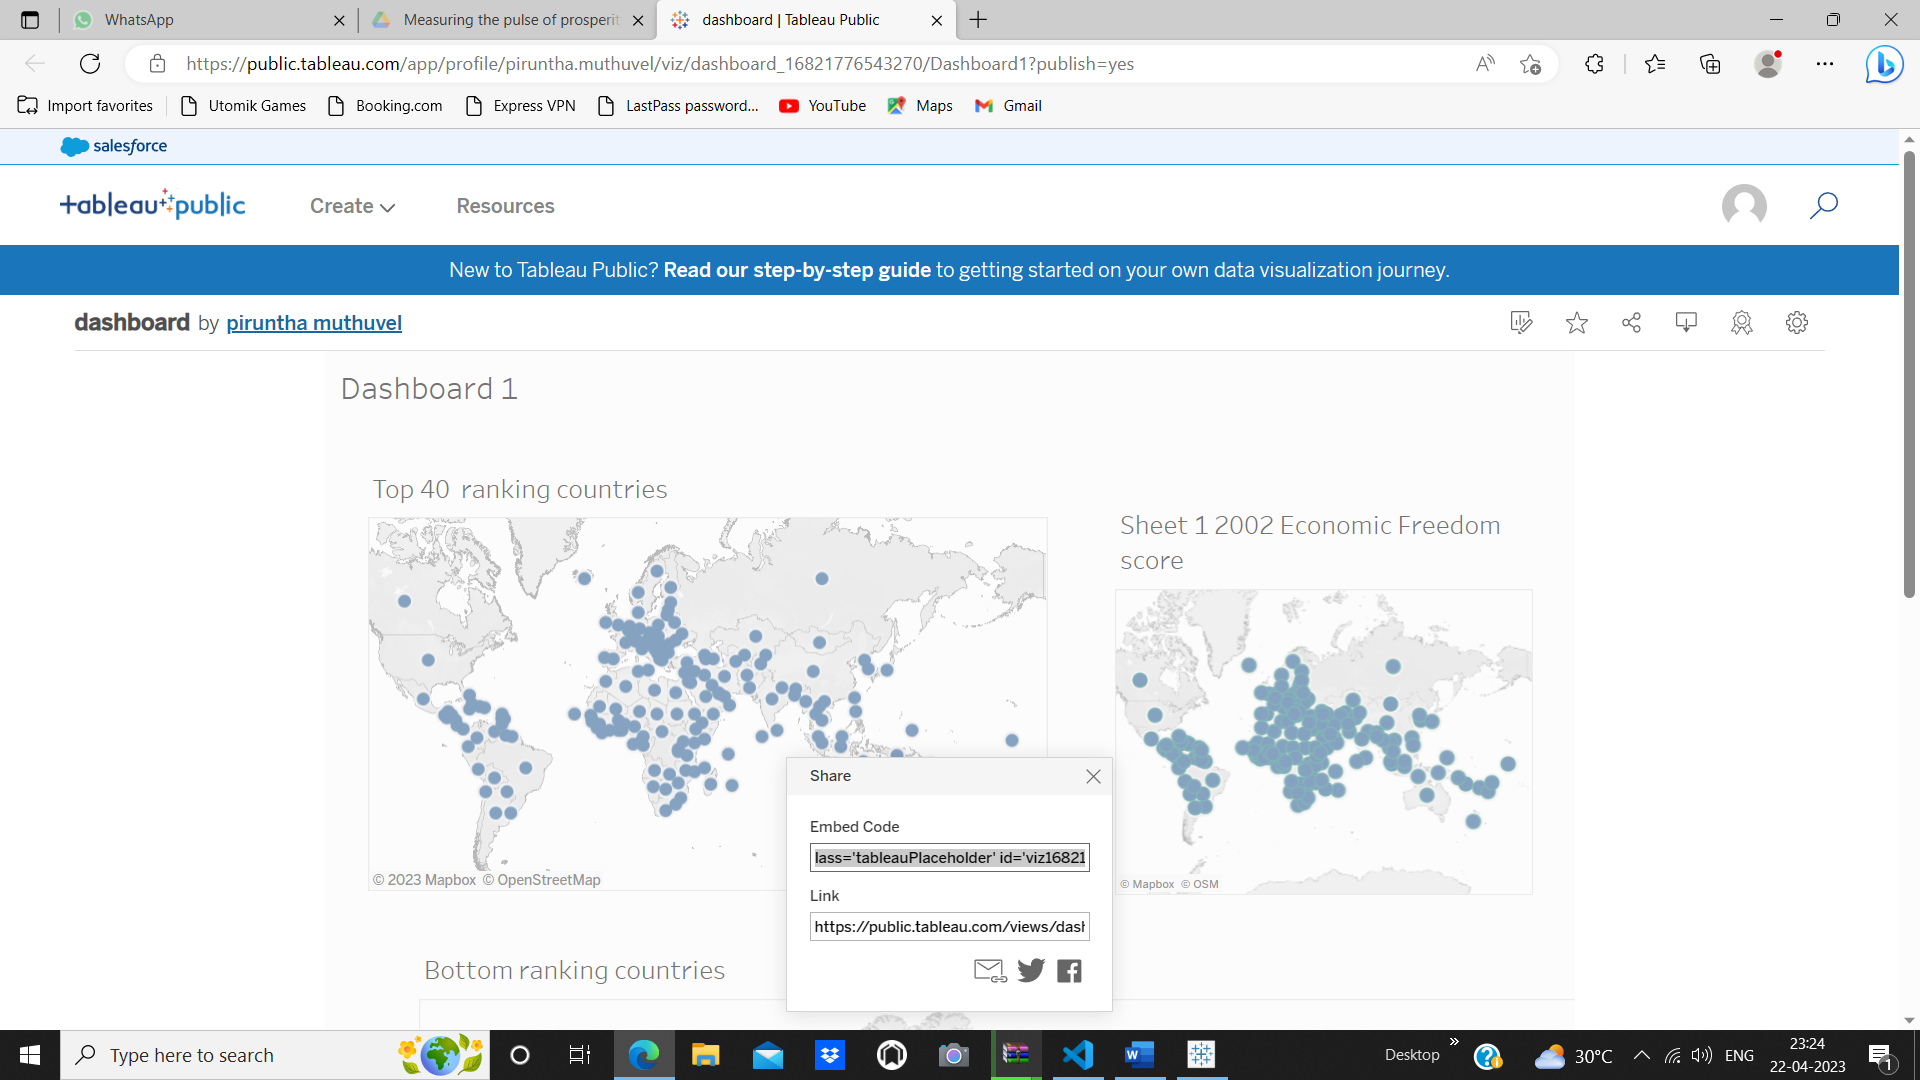 WhatsApp
Measuring the pulse of prosperit
dashboard | Tableau Public
https://public.tableau.com/app/profile/piruntha.muthuvel/viz/dashboard_16821776543270/Dashboard1?publish=yes
Import favorites
Utomik Games
Booking.com
Express VPN
LastPass password...
YouTube
Maps
Gmail
salesforce
+ableau public
Create
Resources
New to Tableau Public? Read our step-by-step guide to getting started on your own data visualization journey.
dashboard by piruntha muthuvel
Dashboard 1
Top 40 ranking countries
Sheet 1 2002 Economic Freedom
score
© 2023 Mapbox © OpenStreetMap
© Mapbox © OSM
Share
Embed Code
lass='tableauPlaceholder' id='viz16821
Link
https://public.tableau.com/views/dash
Bottom ranking countries
Type here to search
Desktop
30°C
ENG
23:24
22-04-2023
1